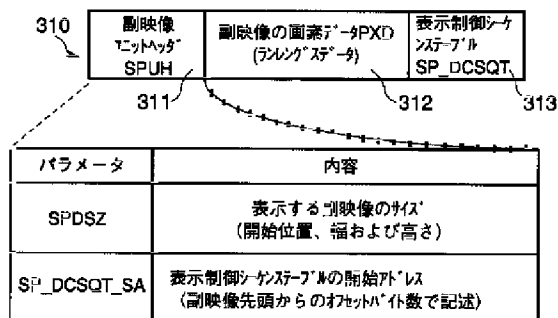 310
副映像
ユニットヘッダ
SPUH
副映像の画素データPXD
(ランレングスデータ)
表示制御シーケ
ンステーブル
SP_DCSQT
311
312
313
パラメータ
内容
SPDSZ
表示する副映像のサイズ
(開始位置、幅および高さ)
SP_DCSQT_SA
表示制御シーケンステーブルの開始アドレス
(副映像先頭からのオフセットバイト数で記述)